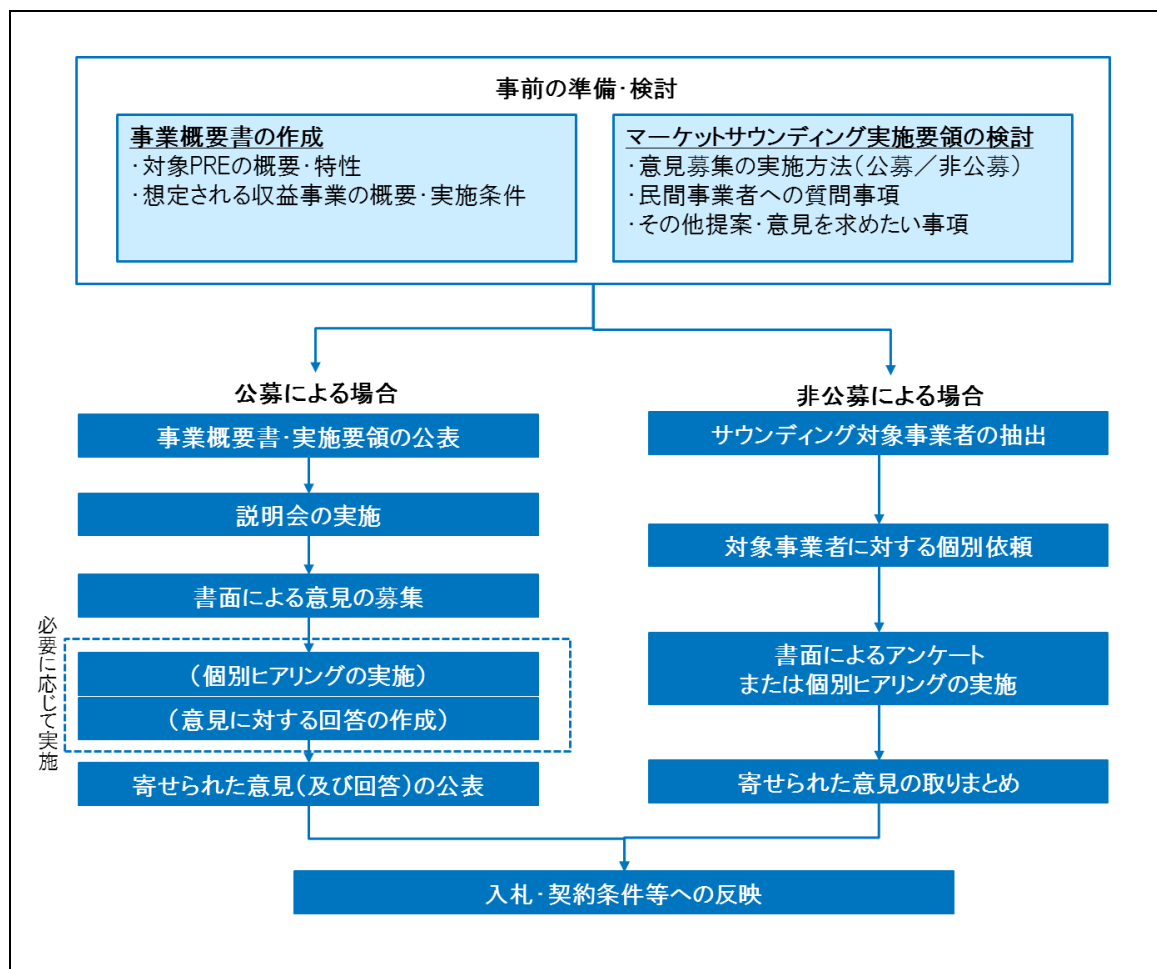 事前の準備・検討
事業概要書の作成
・対象PREの概要・特性
・想定される収益事業の概要・実施条件
マーケットサウンディング実施要領の検討
・意見募集の実施方法（公募／非公募）
・民間事業者への質問事項
・その他提案・意見を求めたい事項
公募による場合
事業概要書・実施要領の公表
説明会の実施
書面による意見の募集
必要に応じて実施
（個別ヒアリングの実施）
（意見に対する回答の作成）
寄せられた意見（及び回答）の公表
非公募による場合
サウンディング対象事業者の抽出
対象事業者に対する個別依頼
書面によるアンケート
または個別ヒアリングの実施
寄せられた意見の取りまとめ
入札・契約条件等への反映